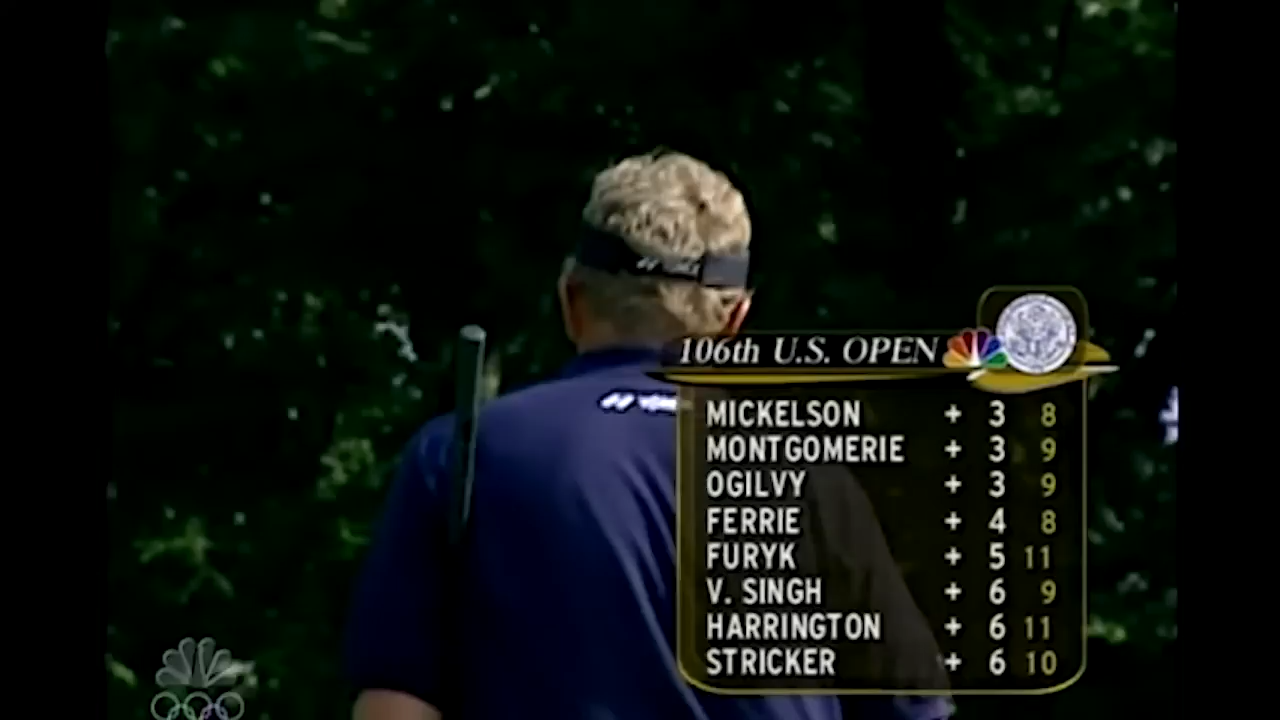 106th U.S. OPEN
MICKELSON + 3 8
MONTGOMERIE + 3 9
OGILVY + 3 9
FERRIE + 4 8
FURYK + 5 11
V. SINGH + 6 9
HARRINGTON + 6 11
STRICKER + 6 10